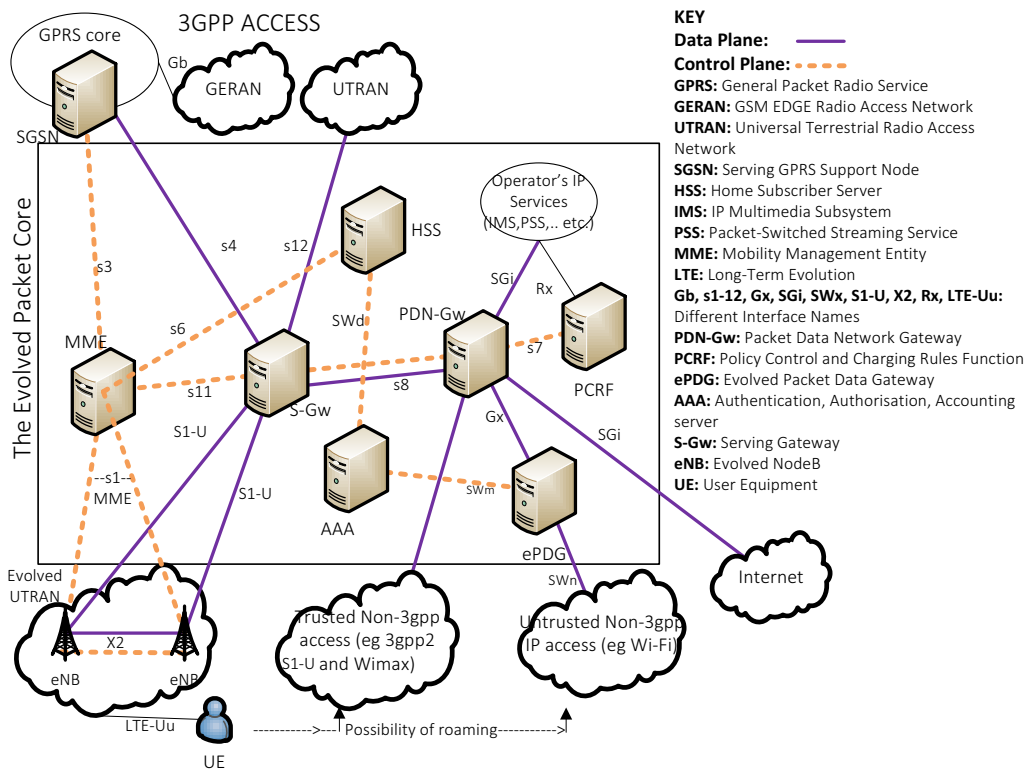 3GPP ACCESS
GPRS core
Gb
GERAN
UTRAN
SGSN
The Evolved Packet Core
s3
s4
s12
HSS
Operator's IP
Services
(IMS,PSS,.. etc.)
SGi
Rx
s6
SWd
PDN-Gw
MME
s7
PCRF
s11
S-Gw
s8
Gx
S1-U
SGi
S1-U
--s1--
MME
AAA
SWm
ePDG
SWn
Internet
Evolved
UTRAN
X2
eNB
eNB
Trusted Non-3gpp
access (eg 3gpp2
S1-U and Wimax)
Untrusted Non-3gpp
IP access (eg Wi-Fi)
LTE-Uu
UE
------------->--- Possibility of roaming----------->---
KEY
Data Plane:
Control Plane:
GPRS: General Packet Radio Service
GERAN: GSM EDGE Radio Access Network
UTRAN: Universal Terrestrial Radio Access
Network
SGSN: Serving GPRS Support Node
HSS: Home Subscriber Server
IMS: IP Multimedia Subsystem
PSS: Packet-Switched Streaming Service
MME: Mobility Management Entity
LTE: Long-Term Evolution
Gb, s1-12, Gx, SGi, SWx, S1-U, X2, Rx, LTE-Uu:
Different Interface Names
PDN-Gw: Packet Data Network Gateway
PCRF: Policy Control and Charging Rules Function
ePDG: Evolved Packet Data Gateway
AAA: Authentication, Authorisation, Accounting
server
S-Gw: Serving Gateway
eNB: Evolved NodeB
UE: User Equipment